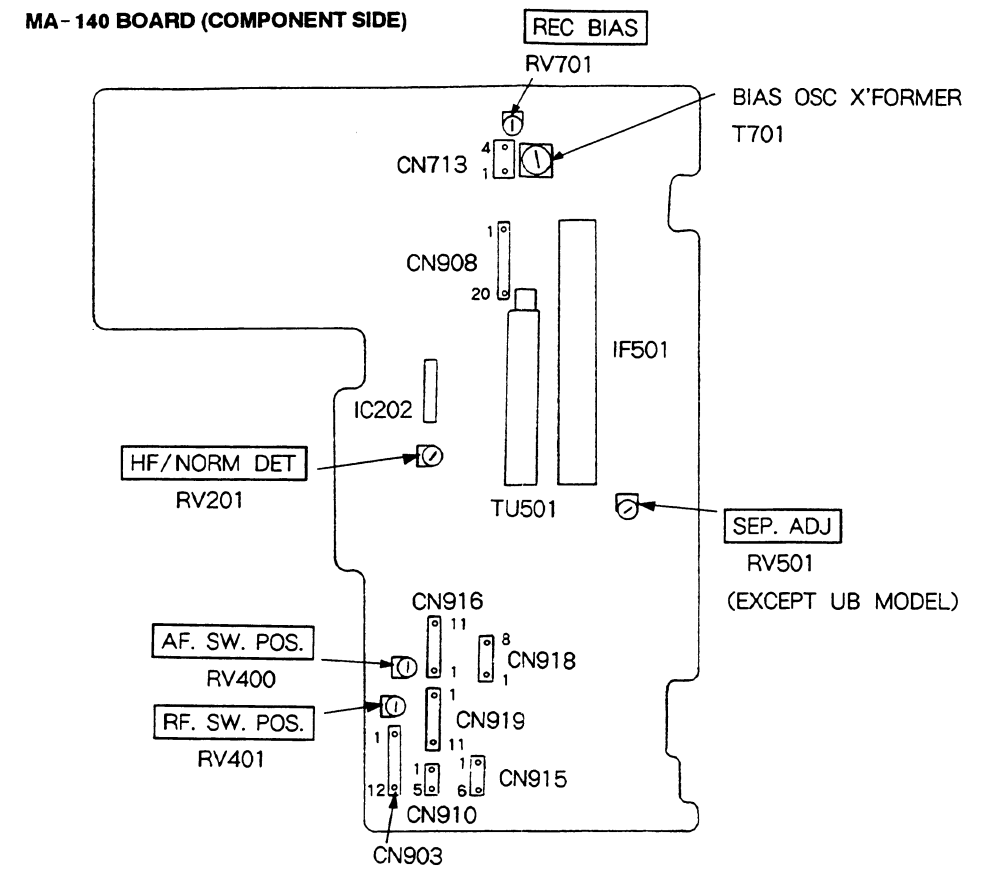 MA-140 BOARD (COMPONENT SIDE)
REC BIAS
RV701
BIAS OSC X'FORMER
T701
4
CN713
1
1
CN908
20
IF501
IC202
HF/NORM DET
RV201
TU501
SEP. ADJ
RV501
(EXCEPT UB MODEL)
CN916
11
8
AF. SW. POS.
RV400
1
CN918
1
RF. SW. POS.
RV401
1
CN919
11
1
12
1
5
CN910
1
6
CN915
CN903